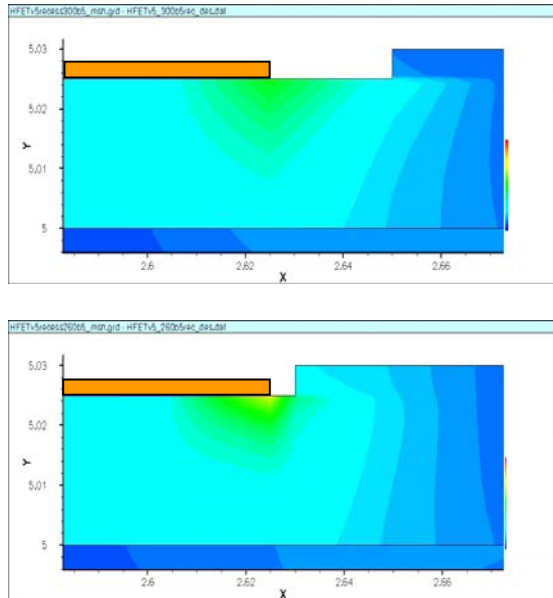 HFETv5recess300b5_msh.grd - HFETv5_300b5rec_des.dat
5.03
5.02
5.01
5
Y
2.6
2.62
2.64
2.66
X
HFETv5recess260b5_msh.grd - HFETv5_260b5rec_des.dat
5.03
5.02
5.01
5
Y
2.6
2.62
2.64
2.66
X